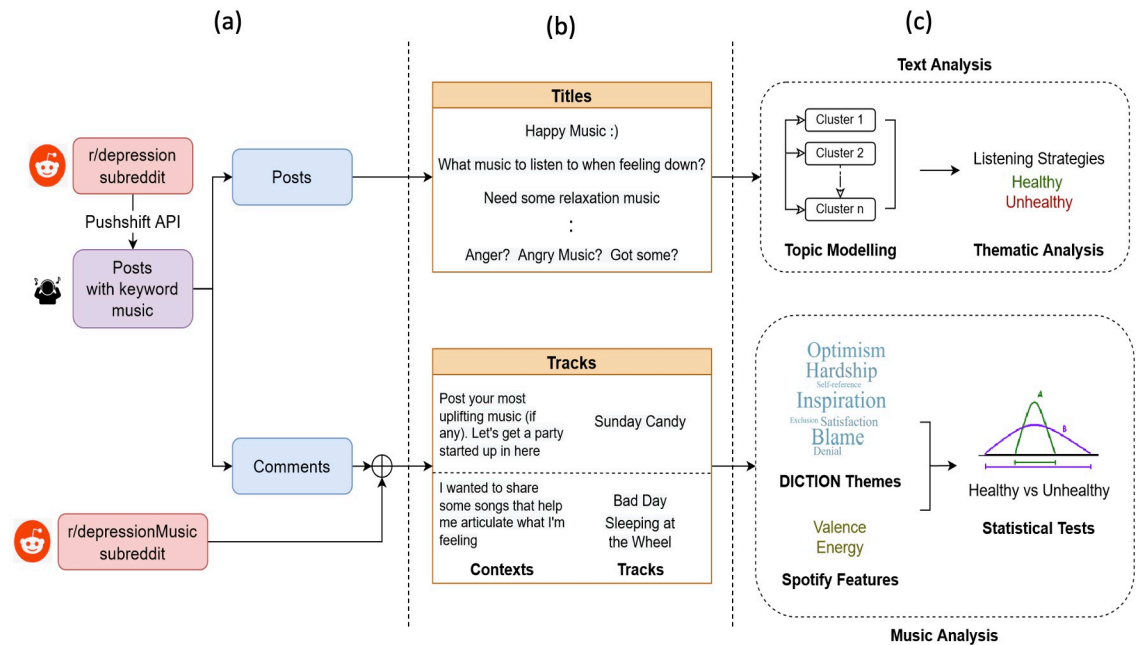 (a)
(b)
(c)
r/depression
subreddit
Pushshift API
Posts
with keyword
music
Posts
Comments
r/depressionMusic
subreddit
Titles
Happy Music :)
What music to listen to when feeling down?
Need some relaxation music
:
Anger? Angry Music? Got some?
Tracks
Post your most
uplifting music (if
any). Let's get a party
started up in here
Sunday Candy
I wanted to share
some songs that help
me articulate what I'm
feeling
Bad Day
Sleeping at
the Wheel
Contexts
Tracks
Text Analysis
Cluster 1
Cluster 2
Cluster n
Topic Modelling
Listening Strategies
Healthy
Unhealthy
Thematic Analysis
Optimism
Hardship
Self-reference
Inspiration
Exclusion Satisfaction
Blame
Denial
DICTION Themes
Valence
Energy
Spotify Features
A
B
Healthy vs Unhealthy
Statistical Tests
Music Analysis